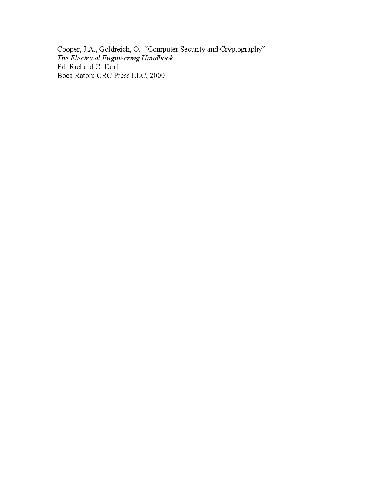 Cooper, J.A., Goldreich, O. "Computer Security and Cryptography"
The Electrical Engineering Handbook
Ed. Richard C. Dorf
Boca Raton: CRC Press LLC, 2000